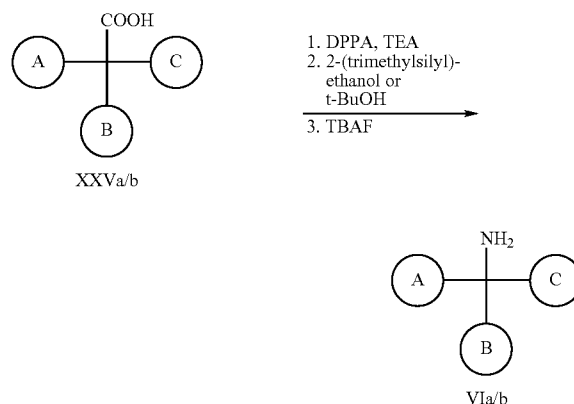 COOH
A
C
B
XXVa/b
1. DPPA, TEA
2. 2-(trimethylsilyl)-
ethanol or
t-BuOH
3. TBAF
NH₂
A
C
B
VIa/b